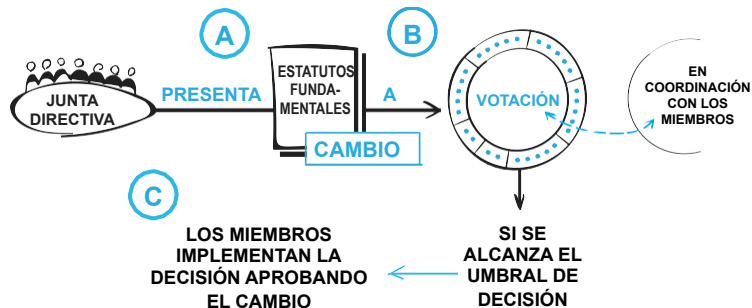 A
B
JUNTA
DIRECTIVA
PRESENTA
ESTATUTOS
FUNDA-
MENTALES
CAMBIO
A
VOTACIÓN
EN
COORDINACIÓN
CON LOS
MIEMBROS
C
LOS MIEMBROS
IMPLEMENTAN LA
DECISIÓN APROBANDO
EL CAMBIO
SI SE
ALCANZA EL
UMBRAL DE
DECISIÓN